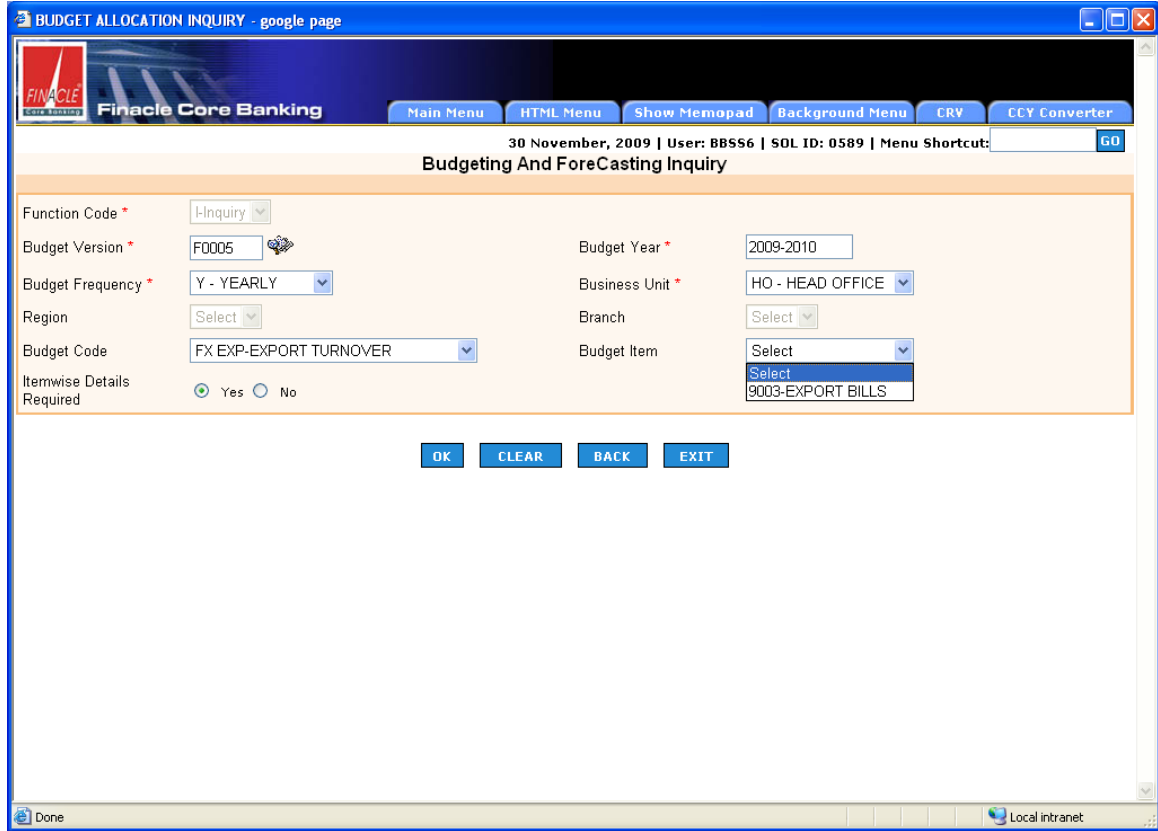 BUDGET ALLOCATION INQUIRY - google page
FINACLE
Core Banking
Finacle Core Banking
Main Menu HTML Menu Show Memopad Background Menu CRV CCY Converter
30 November, 2009 | User: BBSS6 | SOL ID: 0589 | Menu Shortcut: GO
Budgeting And ForeCasting Inquiry
Function Code * I-Inquiry
Budget Version * F0005 Budget Year * 2009-2010
Budget Frequency * Y - YEARLY Business Unit * HO - HEAD OFFICE
Region Select Branch Select
Budget Code FX EXP-EXPORT TURNOVER Budget Item Select
Select
9003-EXPORT BILLS
Itemwise Details
Required Yes No
OK CLEAR BACK EXIT
Done Local intranet